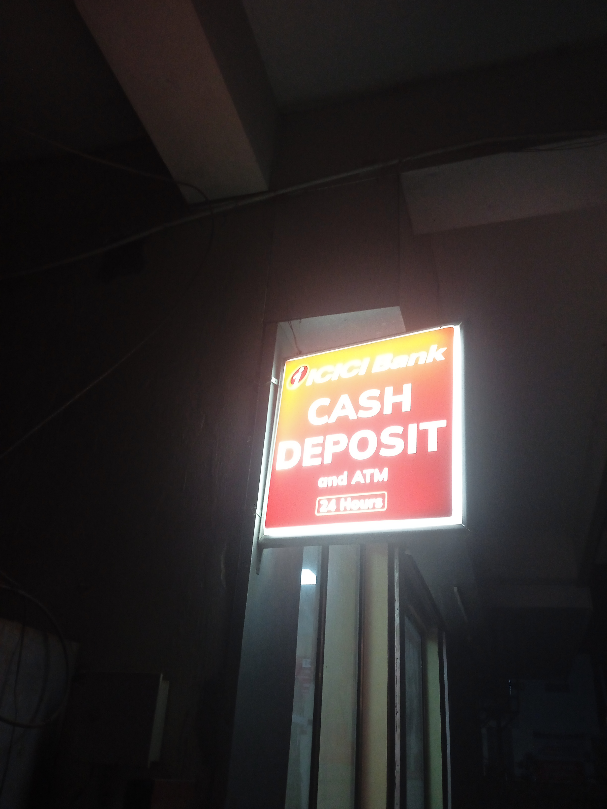 ICICI Bank
CASH
DEPOSIT
and ATM
24 Hours